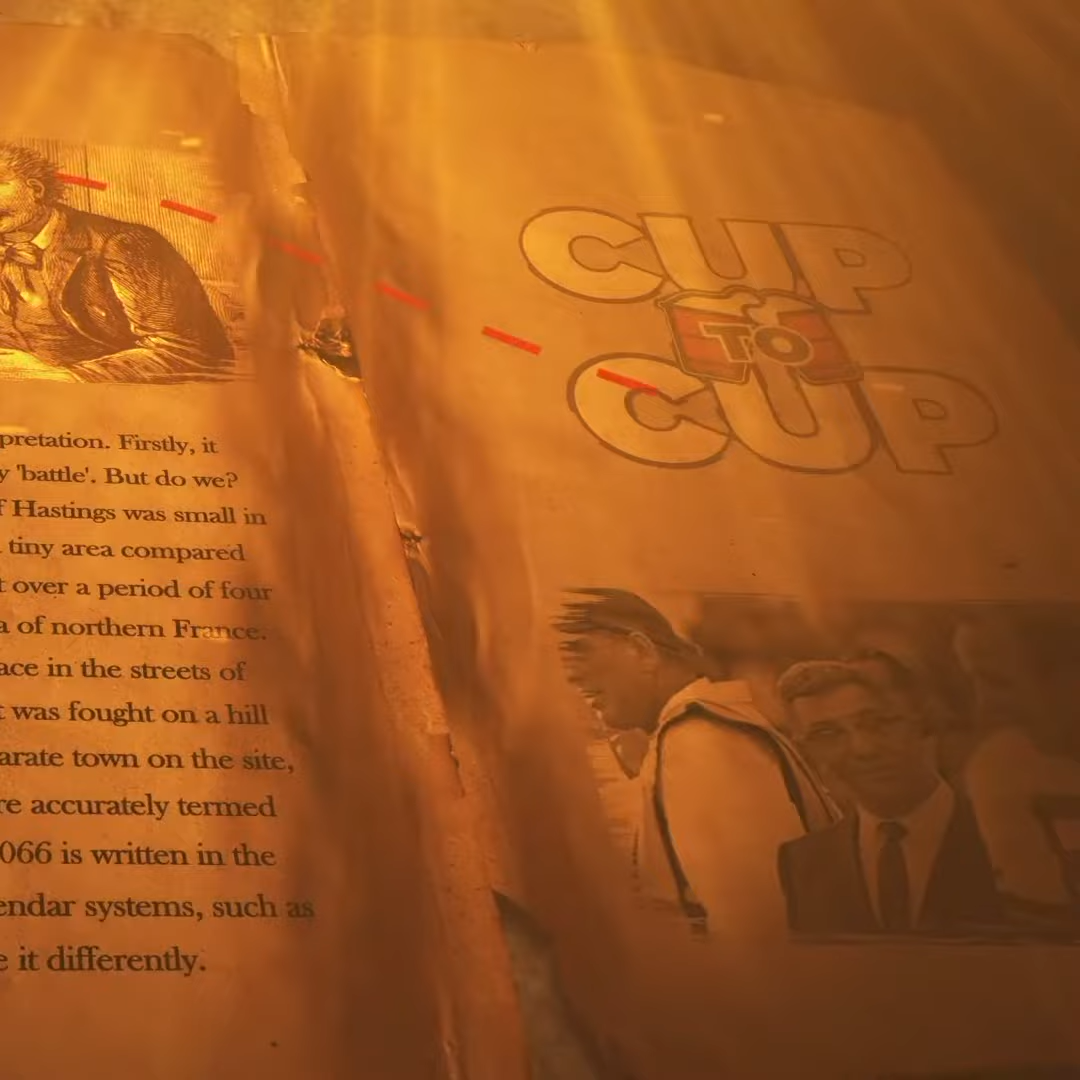 pretation. Firstly, it
y 'battle'. But do we?
f Hastings was small in
tiny area compared
t over a period of four
a of northern France.
ace in the streets of
t was fought on a hill
arate town on the site,
re accurately termed
066 is written in the
endar systems, such as
e it differently.
CUP
TO
CUP